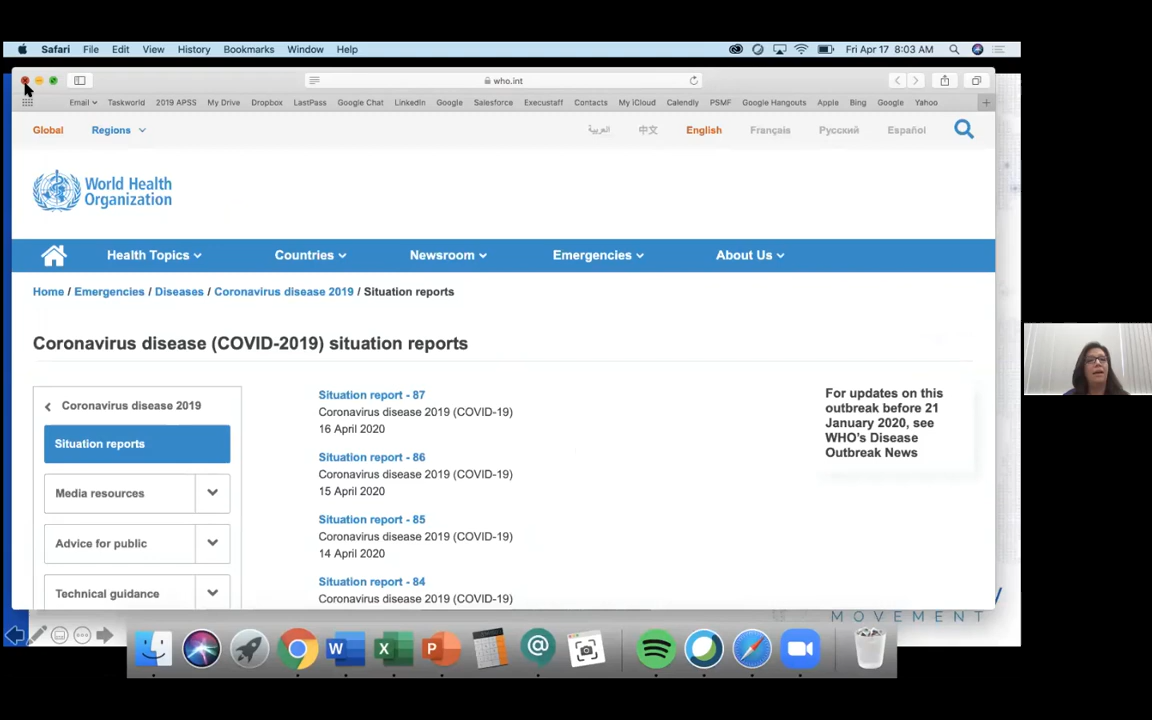 Safari File Edit View History Bookmarks Window Help Fri Apr 17 8:03 AM
who.int
Email Taskworld 2019 APSS My Drive Dropbox LastPass Google Chat LinkedIn Google Salesforce Execustaff Contacts My iCloud Calendly PSMF Google Hangouts Apple Bing Google Yahoo
Global Regions العربية 中文 English Français Русский Español
World Health
Organization
Health Topics Countries Newsroom Emergencies About Us
Home / Emergencies / Diseases / Coronavirus disease 2019 / Situation reports
Coronavirus disease (COVID-2019) situation reports
Coronavirus disease 2019
Situation reports
Media resources
Advice for public
Technical guidance
Situation report - 87
Coronavirus disease 2019 (COVID-19)
16 April 2020
Situation report - 86
Coronavirus disease 2019 (COVID-19)
15 April 2020
Situation report - 85
Coronavirus disease 2019 (COVID-19)
14 April 2020
Situation report - 84
Coronavirus disease 2019 (COVID-19)
For updates on this
outbreak before 21
January 2020, see
WHO's Disease
Outbreak News
MOVEMENT
W X P @